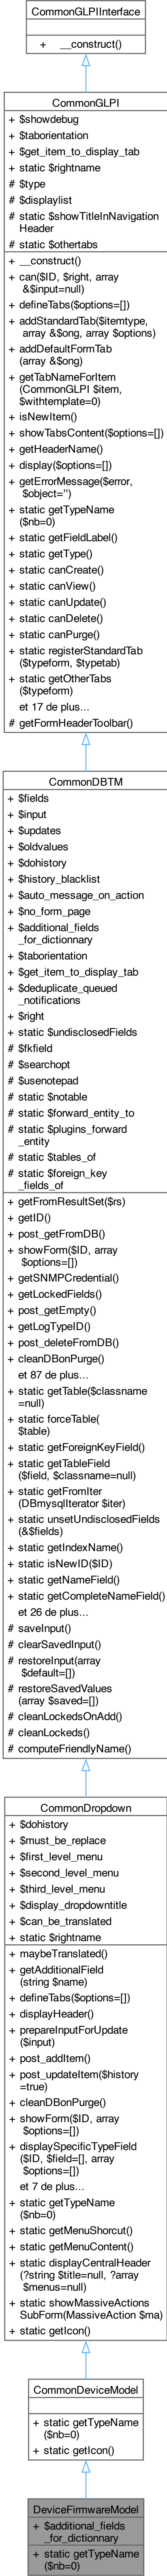 CommonGLPIInterface
+ __construct()
CommonGLPI
+ $showdebug
+ $taborientation
+ $get_item_to_display_tab
+ static $rightname
# $type
# $displaylist
# static $showTitleInNavigation
Header
# static $othertabs
+ __construct()
+ can($ID, $right, array
&$input=null)
+ defineTabs($options=[])
+ addStandardTab($itemtype,
array &$ong, array $options)
+ addDefaultFormTab
(array &$ong)
+ getTabNameForItem
(CommonGLPI $item,
$withtemplate=0)
+ isNewItem()
+ showTabsContent($options=[])
+ getHeaderName()
+ display($options=[])
+ getErrorMessage($error,
$object='')
+ static getTypeName
($nb=0)
+ static getFieldLabel()
+ static getType()
+ static canCreate()
+ static canView()
+ static canUpdate()
+ static canDelete()
+ static canPurge()
+ static registerStandardTab
($typeform, $typetab)
+ static getOtherTabs
($typeform)
et 17 de plus...
# getFormHeaderToolbar()
CommonDBTM
+ $fields
+ $input
+ $updates
+ $oldvalues
+ $dohistory
+ $history_blacklist
+ $auto_message_on_action
+ $no_form_page
+ $additional_fields
_for_dictionnary
+ $taborientation
+ $get_item_to_display_tab
+ $deduplicate_queued
_notifications
+ $right
+ static $undisclosedFields
# $fkfield
# $searchopt
# $usenotepad
# static $notable
# static $forward_entity_to
# static $plugins_forward
_entity
# static $tables_of
# static $foreign_key
_fields_of
+ getFromResultSet($rs)
+ getID()
+ post_getFromDB()
+ showForm($ID, array
$options=[])
+ getSNMPCredential()
+ getLockedFields()
+ post_getEmpty()
+ getLogTypeID()
+ post_deleteFromDB()
+ cleanDBonPurge()
et 87 de plus...
+ static getTable($classname
=null)
+ static forceTable(
$table)
+ static getForeignKeyField()
+ static getTableField
($field, $classname=null)
+ static getFromIter
(DBmysqlIterator $iter)
+ static unsetUndisclosedFields
(&$fields)
+ static getIndexName()
+ static isNewID($ID)
+ static getNameField()
+ static getCompleteNameField()
et 26 de plus...
# saveInput()
# clearSavedInput()
# restoreInput(array
$default=[])
# restoreSavedValues
(array $saved=[])
# cleanLockedsOnAdd()
# cleanLockeds()
# computeFriendlyName()
CommonDropdown
+ $dohistory
+ $must_be_replace
+ $first_level_menu
+ $second_level_menu
+ $third_level_menu
+ $display_dropdowntitle
+ $can_be_translated
+ static $rightname
+ maybeTranslated()
+ getAdditionalField
(string $name)
+ defineTabs($options=[])
+ displayHeader()
+ prepareInputForUpdate
($input)
+ post_addItem()
+ post_updateItem($history
=true)
+ cleanDBonPurge()
+ showForm($ID, array
$options=[])
+ displaySpecificTypeField
($ID, $field=[], array
$options=[])
et 7 de plus...
+ static getTypeName
($nb=0)
+ static getMenuShorcut()
+ static getMenuContent()
+ static displayCentralHeader
(?string $title=null, ?array
$menus=null)
+ static showMassiveActions
SubForm(MassiveAction $ma)
+ static getIcon()
CommonDeviceModel
+ static getTypeName
($nb=0)
+ static getIcon()
DeviceFirmwareModel
+ $additional_fields
_for_dictionnary
+ static getTypeName
($nb=0)